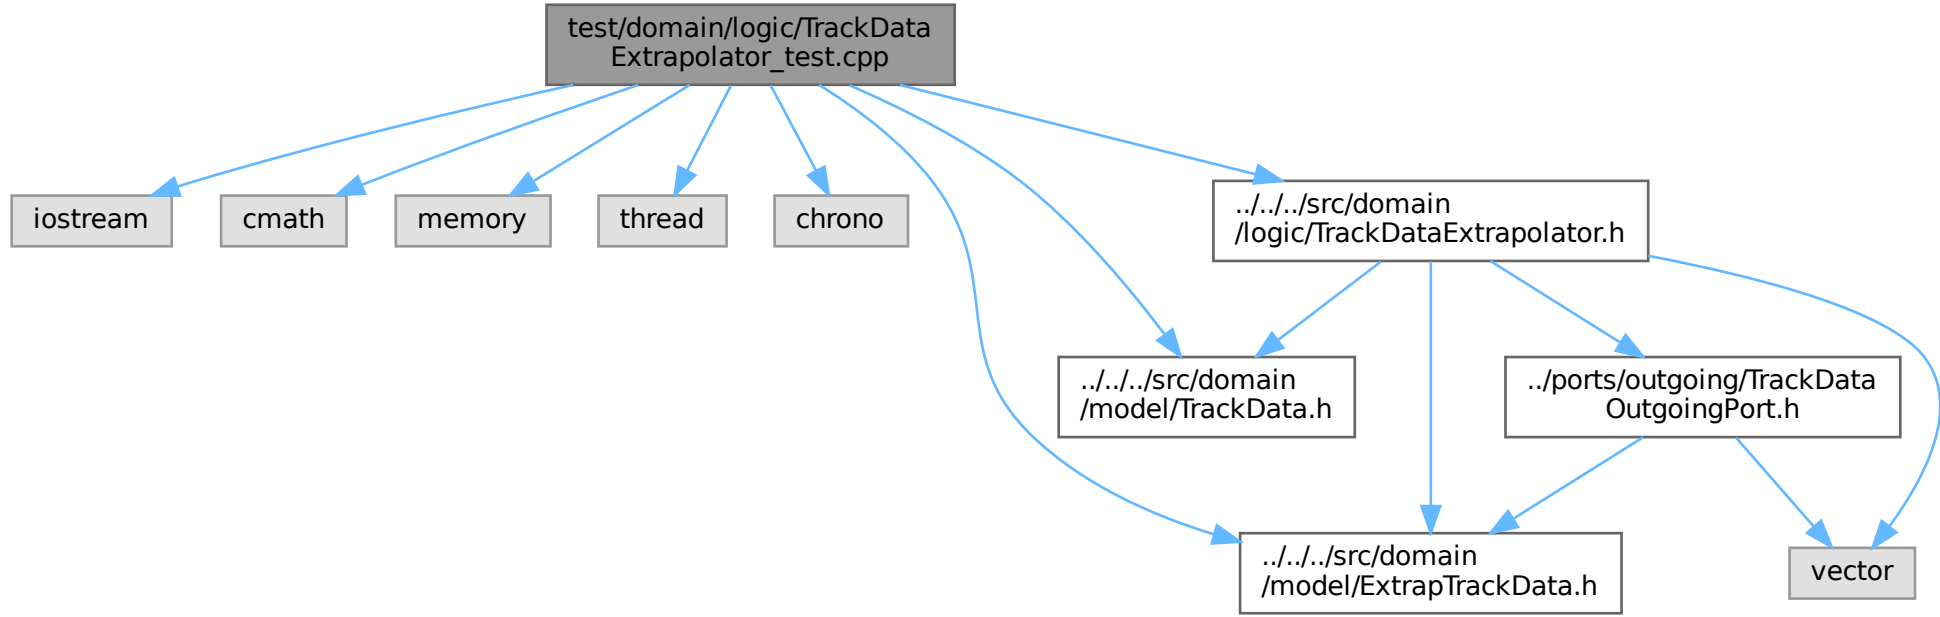 test/domain/logic/TrackData
Extrapolator_test.cpp
iostream
cmath
memory
thread
chrono
../../../src/domain
/logic/TrackDataExtrapolator.h
../../../src/domain
/model/TrackData.h
../ports/outgoing/TrackData
OutgoingPort.h
../../../src/domain
/model/ExtrapTrackData.h
vector